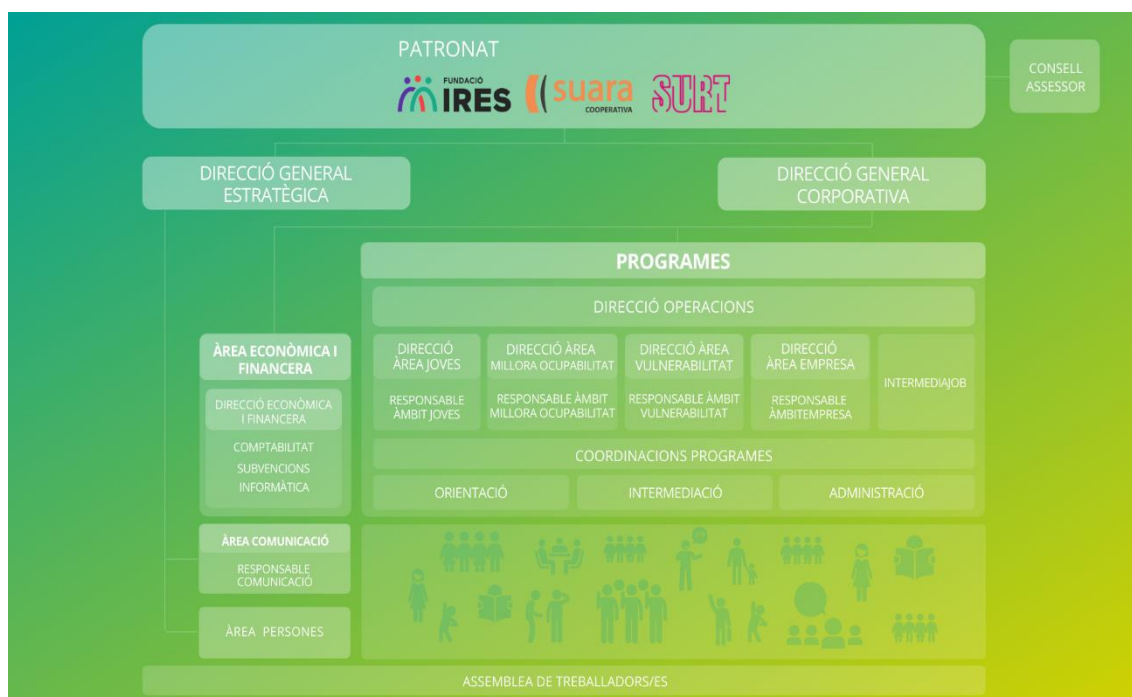 PATRONAT
FUNDACIÓ
IRES
suara
COOPERATIVA
SURT
CONSELL
ASSESSOR
DIRECCIÓ GENERAL
ESTRATÈGICA
DIRECCIÓ GENERAL
CORPORATIVA
PROGRAMES
DIRECCIÓ OPERACIONS
ÀREA ECONÒMICA I
FINANCERA
DIRECCIÓ ECONÒMICA
I FINANCERA
COMPTABILITAT
SUBVENCIONS
INFORMÀTICA
DIRECCIÓ
ÀREA JOVES
DIRECCIÓ ÀREA
MILLORA OCUPABILITAT
DIRECCIÓ ÀREA
VULNERABILITAT
DIRECCIÓ
ÀREA EMPRESA
INTERMEDIAJOB
RESPONSABLE
ÀMBIT JOVES
RESPONSABLE ÀMBIT
MILLORA OCUPABILITAT
RESPONSABLE ÀMBIT
VULNERABILITAT
RESPONSABLE
ÀMBITEMPRESA
COORDINACIONS PROGRAMES
ORIENTACIÓ
INTERMEDIACIÓ
ADMINISTRACIÓ
ÀREA COMUNICACIÓ
RESPONSABLE
COMUNICACIÓ
ÀREA PERSONES
ASSEMBLEA DE TREBALLADORS/ES